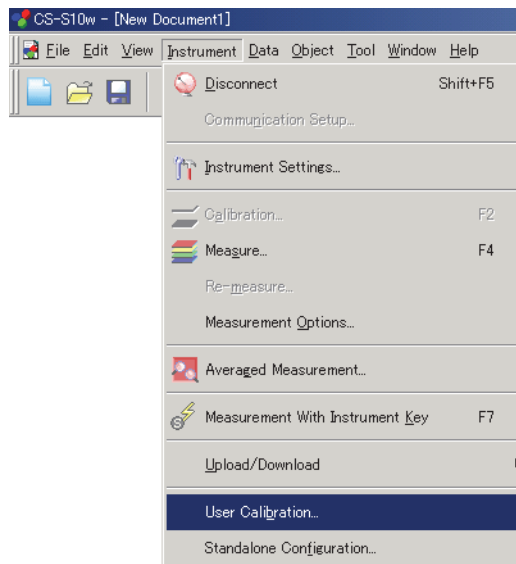 CS-S10w - [New Document1]
File Edit View Instrument Data Object Tool Window Help
Disconnect Shift+F5
Communication Setup...
Instrument Settings...
Calibration... F2
Measure... F4
Re-measure...
Measurement Options...
Averaged Measurement...
Measurement With Instrument Key F7
Upload/Download
User Calibration...
Standalone Configuration...